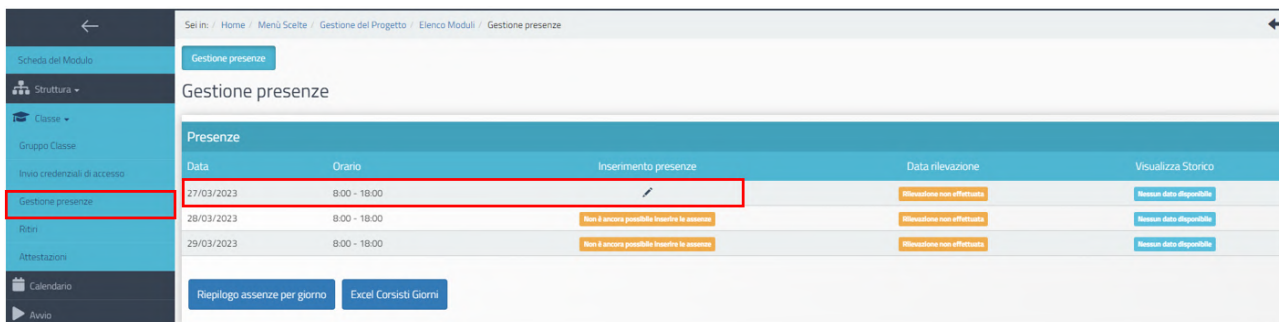 Sei in: / Home / Menù Scelte / Gestione del Progetto / Elenco Moduli / Gestione presenze
Scheda del Modulo
Struttura
Classe
Gruppo Classe
Invio credenziali di accesso
Gestione presenze
Ritiri
Attestazioni
Calendario
Avvio
Gestione presenze
Gestione presenze
Presenze
Data Orario Inserimento presenze Data rilevazione Visualizza Storico
27/03/2023 8:00 - 18:00 Rilevazione non effettuata Nessun dato disponibile
28/03/2023 8:00 - 18:00 Non è ancora possibile inserire le assenze Rilevazione non effettuata Nessun dato disponibile
29/03/2023 8:00 - 18:00 Non è ancora possibile inserire le assenze Rilevazione non effettuata Nessun dato disponibile
Riepilogo assenze per giorno Excel Corsisti Giorni